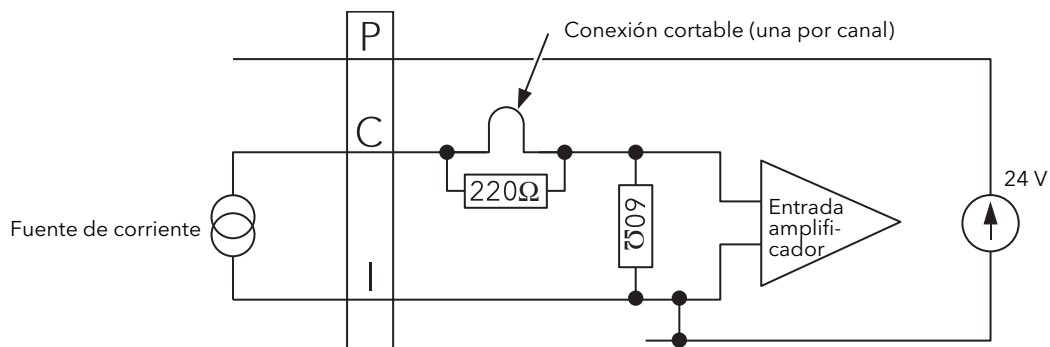 P
Conexión cortable (una por canal)
C
220Ω
60Ω
24 V
Entrada
amplifi-
cador
Fuente de corriente
I